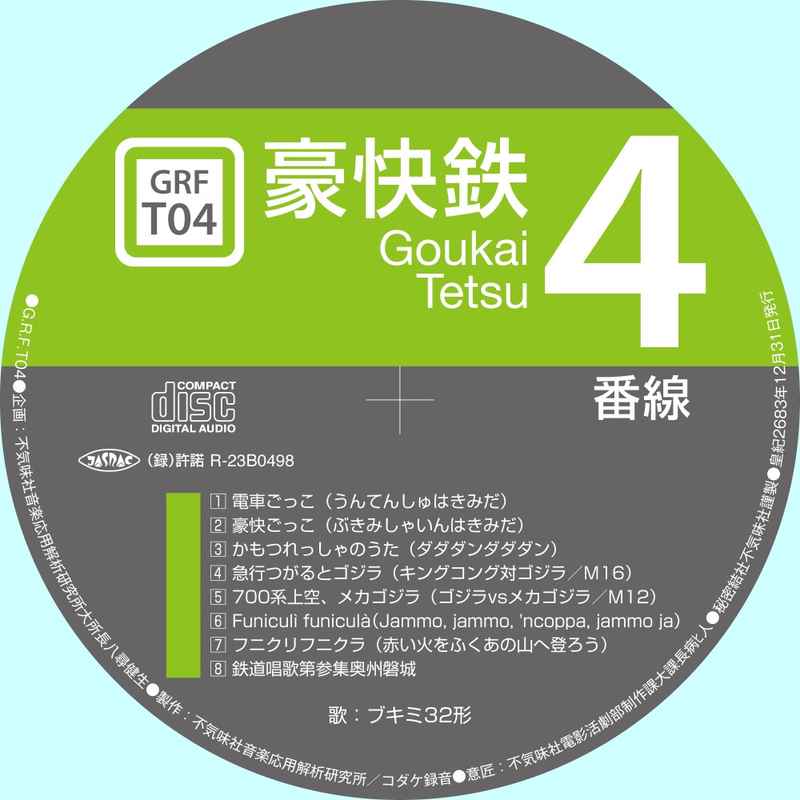 GRF
T04
豪快鉄
Goukai
Tetsu
4
番線
COMPACT
disc
DIGITAL AUDIO
JASRAC
(録)許諾 R-23B0498
1 電車ごっこ（うんてんしゅはきみだ）
2 豪快ごっこ（ぶきみしゃいんはきみだ）
3 かもつれっしゃのうた（ダダダンダダダン）
4 急行つがるとゴジラ（キングコング対ゴジラ／M16）
5 700系上空、メカゴジラ（ゴジラvsメカゴジラ／M12）
6 Funiculì funiculà(Jammo, jammo, 'ncoppa, jammo ja)
7 フニクリフニクラ（赤い火をふくあの山へ登ろう）
8 鉄道唱歌第参集奥州磐城
歌：ブキミ32形
●G.R.F.:T04●企画：不気味社音楽応用解析研究所大所長八尋健生●製作：不気味社音楽応用解析研究所／コダケ録音●意匠：不気味社電影活劇部制作課大課長病ヒ人●秘密結社不気味社謹製●皇紀2683年12月31日発行